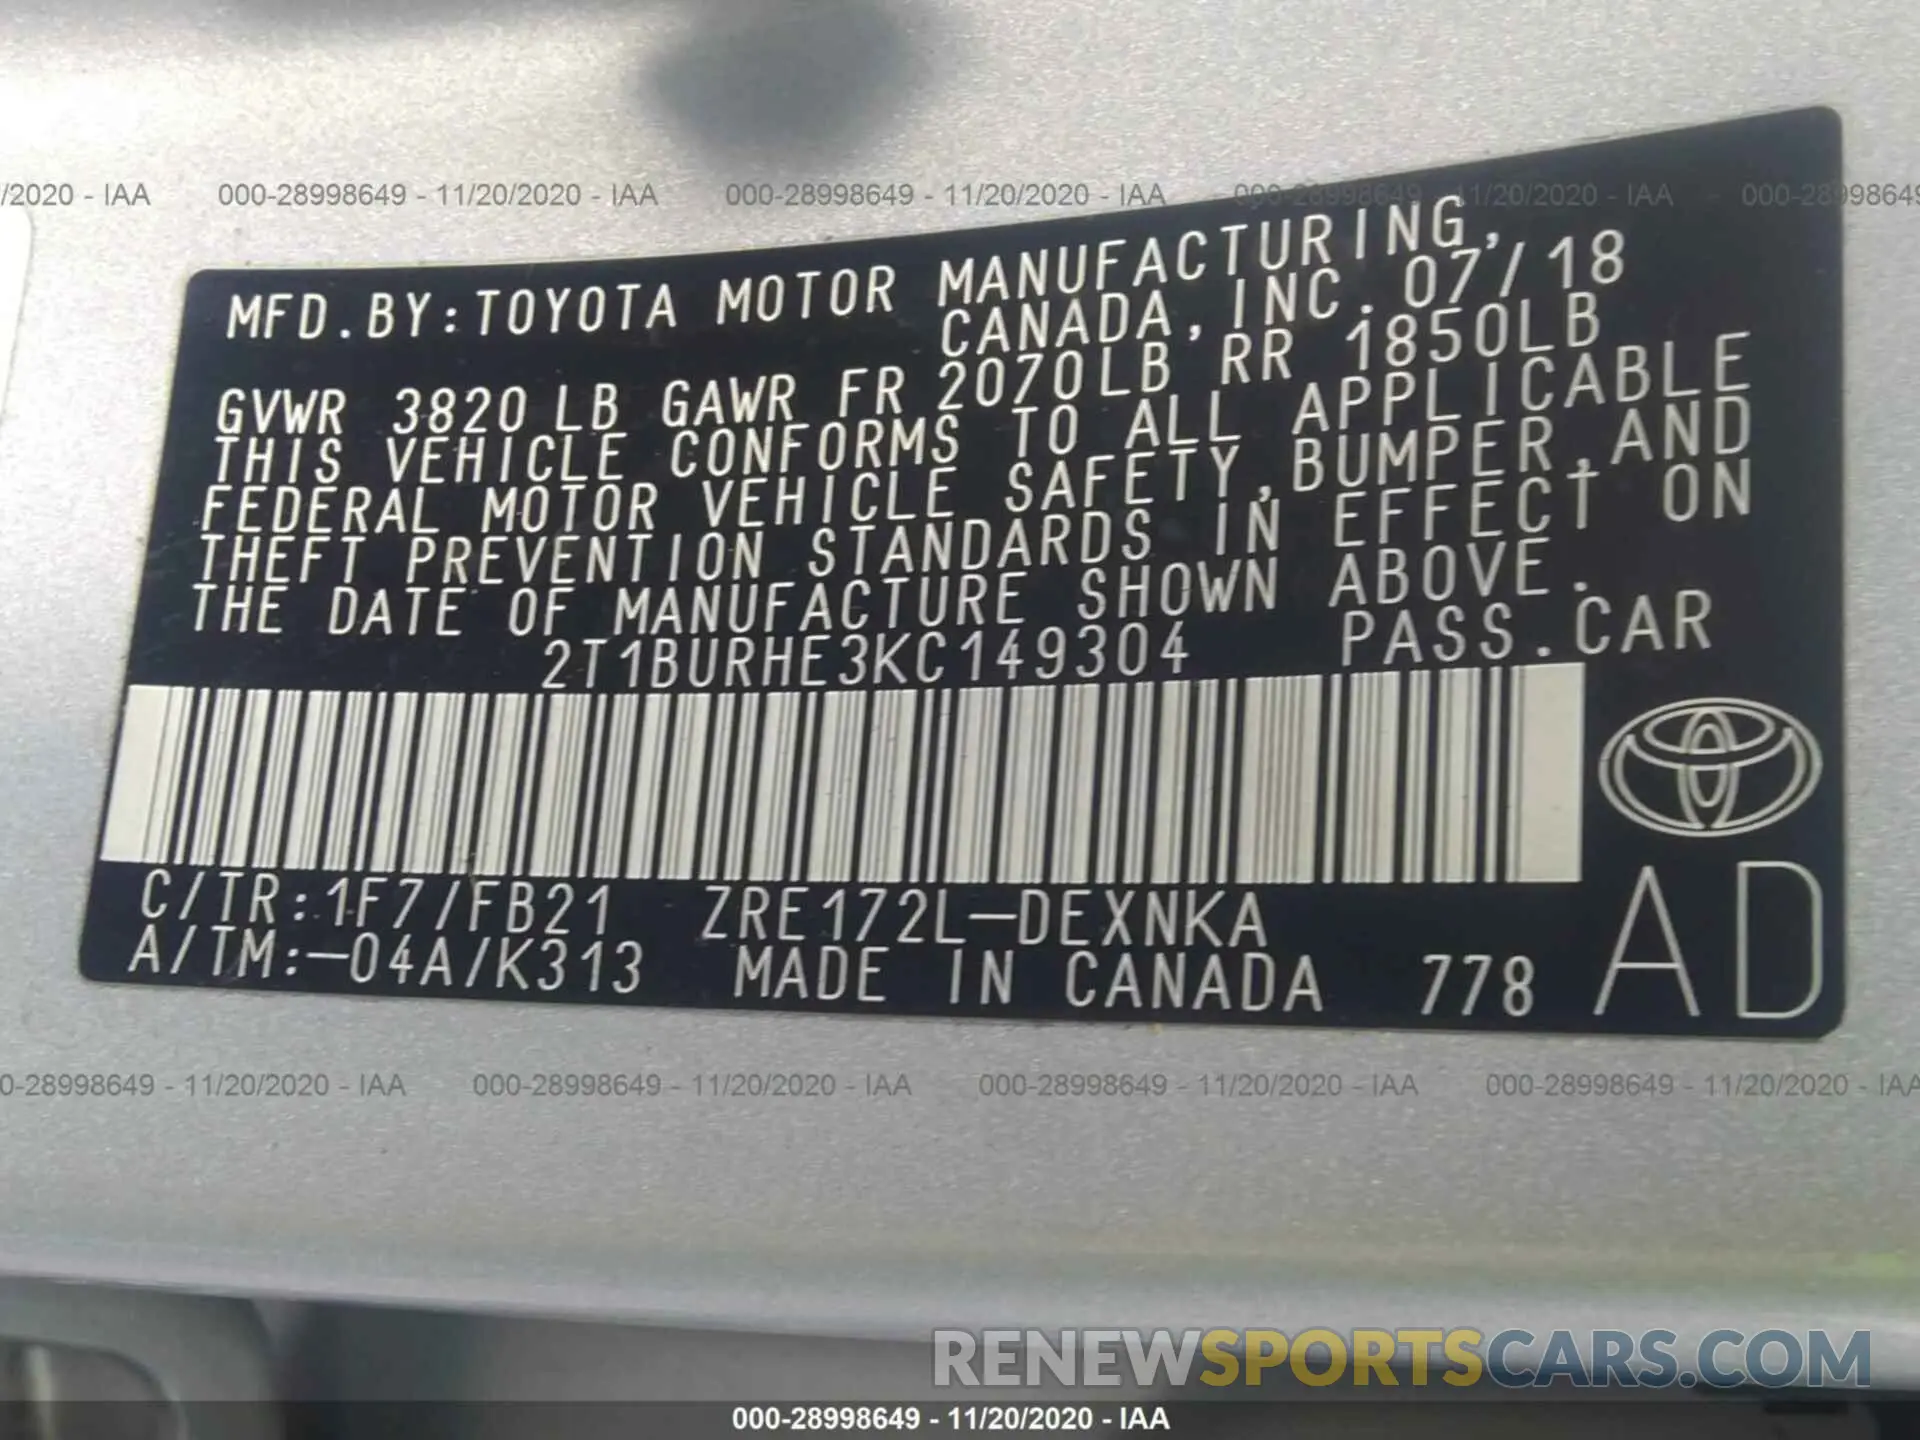 /2020 - IAA 000-28998649 - 11/20/2020 - IAA 000-28998649 - 11/20/2020 - IAA 000-28998649 - 11/20/2020 - IAA 000-28998649
MFD.BY:TOYOTA MOTOR MANUFACTURING,
CANADA,INC.07/18
GVWR 3820 LB GAWR FR 2070LB RR 1850LB
THIS VEHICLE CONFORMS TO ALL APPLICABLE
FEDERAL MOTOR VEHICLE SAFETY,BUMPER,AND
THEFT PREVENTION STANDARDS IN EFFECT ON
THE DATE OF MANUFACTURE SHOWN ABOVE.
2T1BURHE3KC149304 PASS.CAR
C/TR:1F7/FB21 ZRE172L-DEXNKA
A/TM:-04A/K313 MADE IN CANADA 778 AD
0-28998649 - 11/20/2020 - IAA 000-28998649 - 11/20/2020 - IAA 000-28998649 - 11/20/2020 - IAA 000-28998649 - 11/20/2020 - IAA
RENEWSPORTSCARS.COM
000-28998649 - 11/20/2020 - IAA